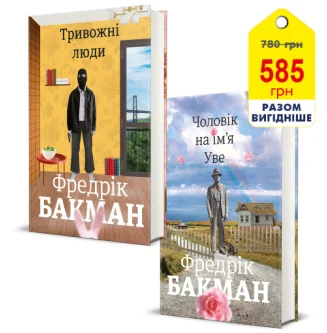 Тривожні
люди
Фредрік
БАКМАН
780 грн
585
грн
РАЗОМ
ВИГІДНІШЕ
Чоловік
на ім'я
Уве
Фредрік
БАКМАН